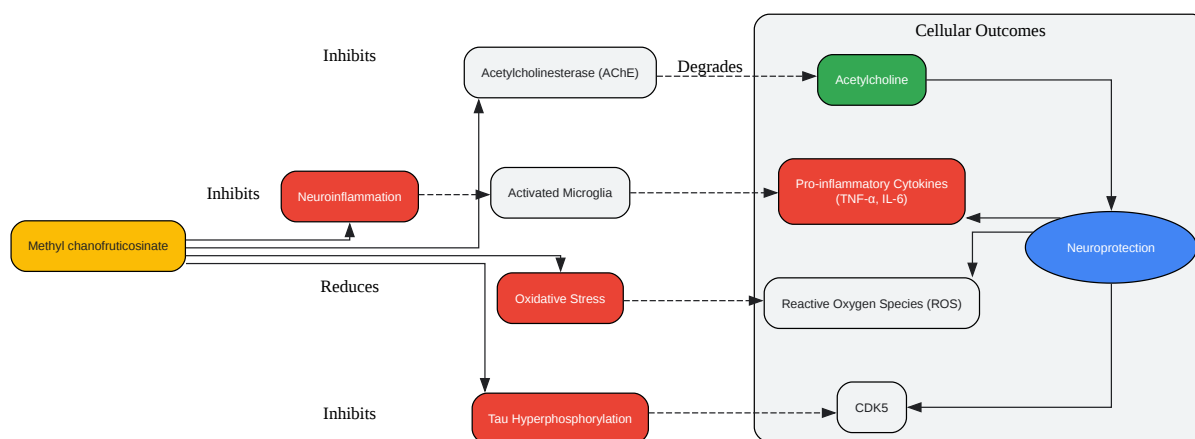 Cellular Outcomes
Inhibits
Acetylcholinesterase (AChE)
Degrades
Acetylcholine
Inhibits
Neuroinflammation
Activated Microglia
Pro-inflammatory Cytokines
(TNF-α, IL-6)
Methyl chanofruticosinate
Neuroprotection
Reduces
Oxidative Stress
Reactive Oxygen Species (ROS)
Inhibits
Tau Hyperphosphorylation
CDK5